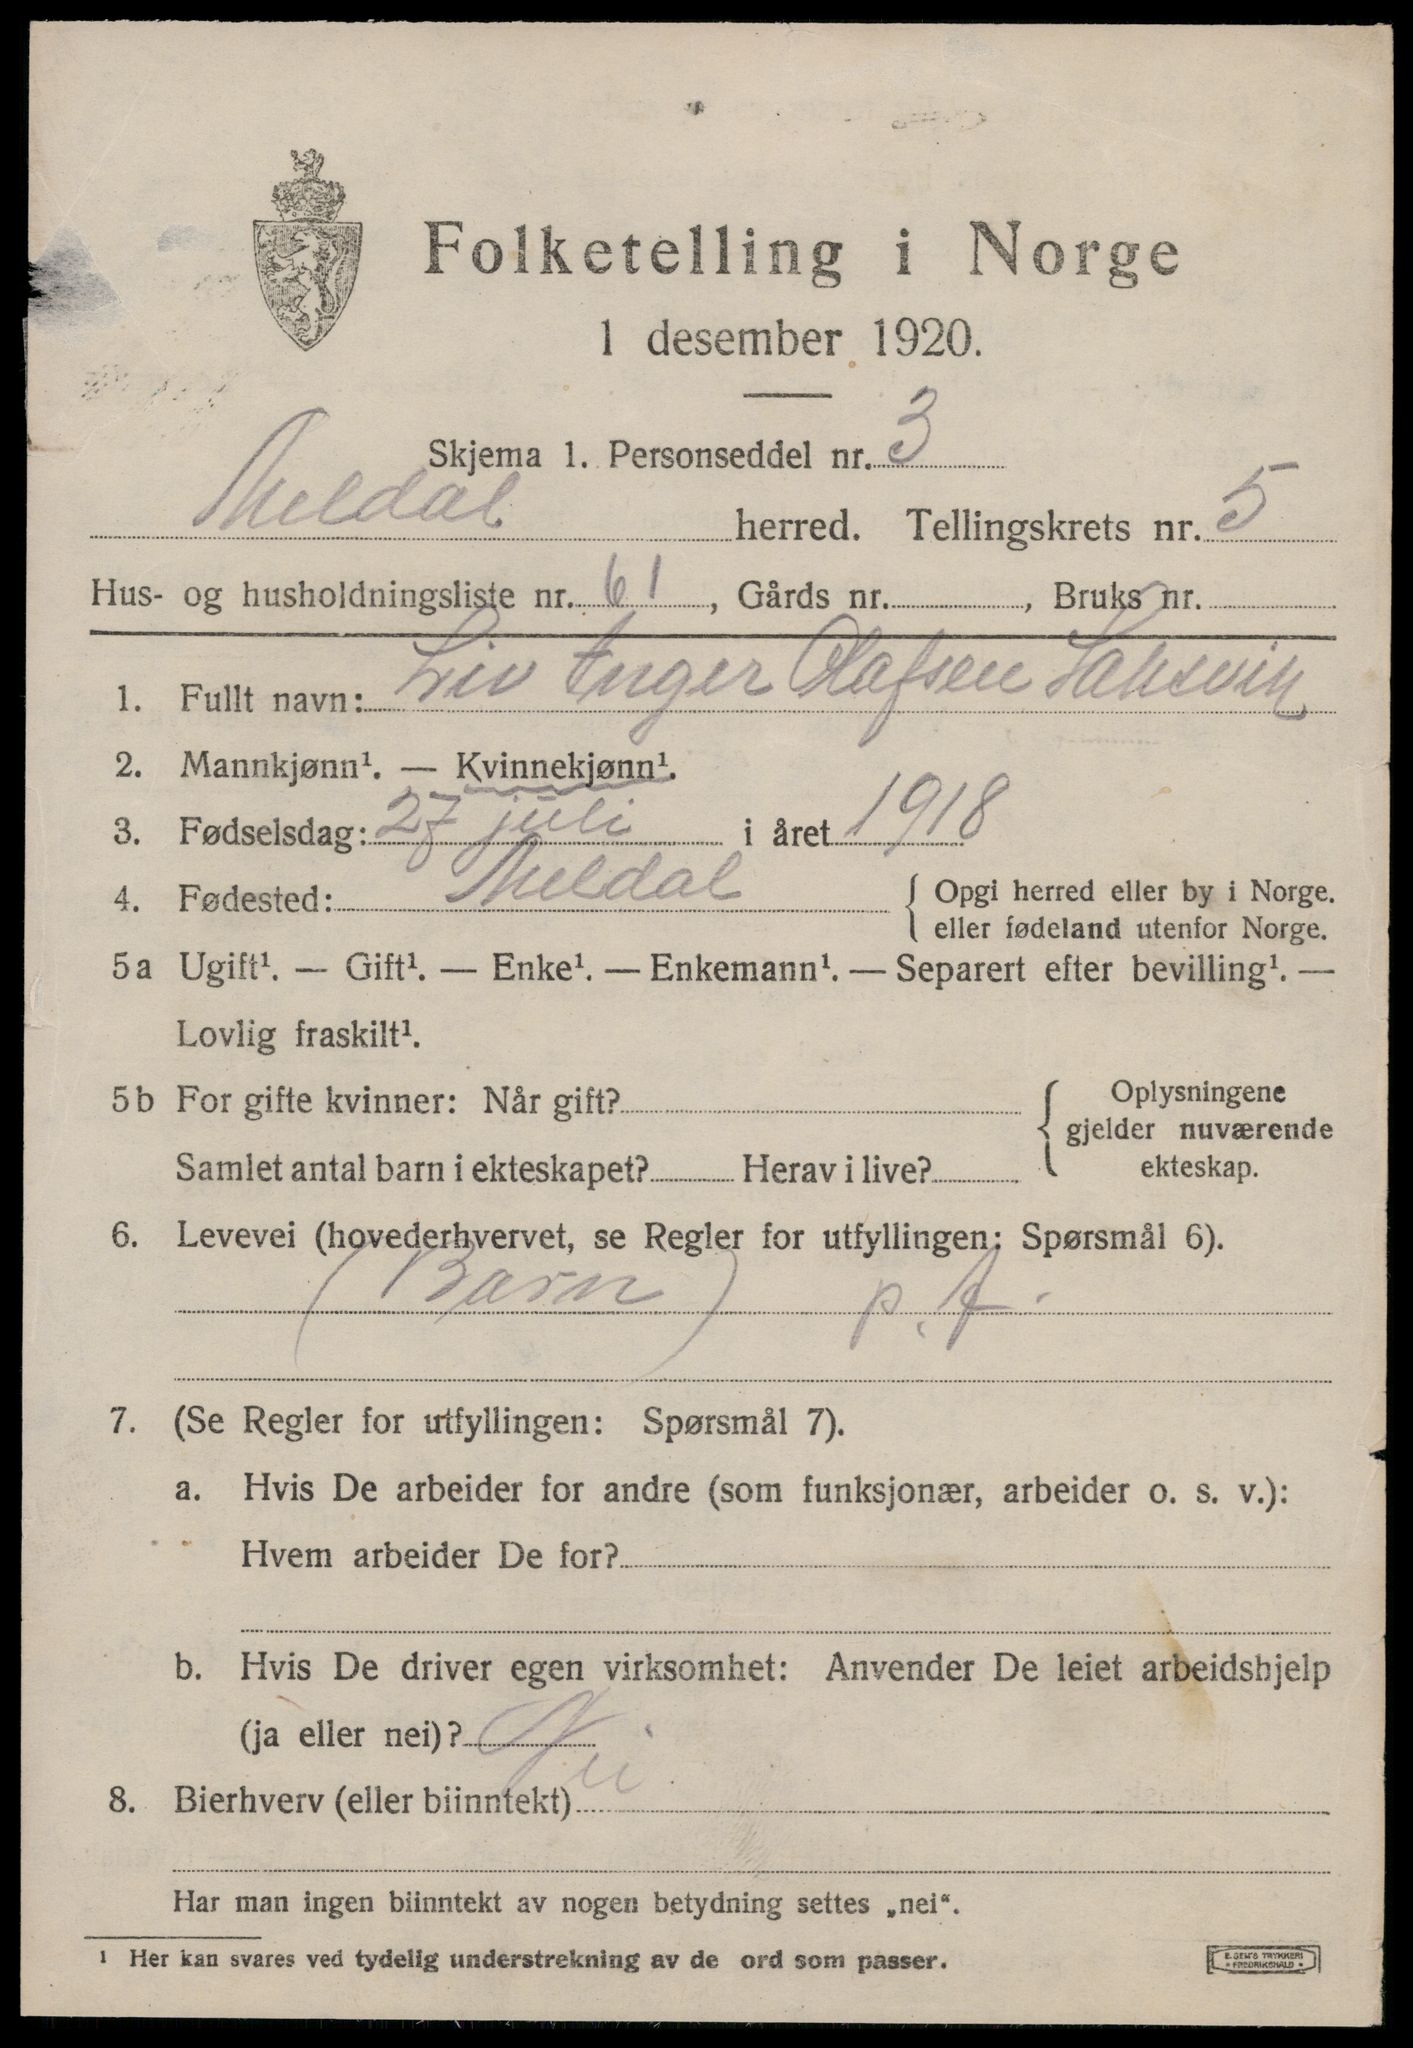 Folketelling i Norge
1 desember 1920.
Skjema 1. Personseddel nr. 3
Meldal herred. Tellingskrets nr. 5
Hus- og husholdningsliste nr. 61, Gårds nr. , Bruks nr.
1. Fullt navn: Liv Inger Olafsen
2. Mannkjønn¹. — Kvinnekjønn¹.
3. Fødselsdag: 27 juli i året 1918
4. Fødested: Meldal { Opgi herred eller by i Norge.
eller fødeland utenfor Norge.
5a Ugift¹. — Gift¹. — Enke¹. — Enkemann¹. — Separert efter bevilling¹. —
Lovlig fraskilt¹.
5b For gifte kvinner: Når gift?
Samlet antal barn i ekteskapet? Herav i live?
{ Oplysningene
gjelder nuværende
ekteskap.
6. Levevei (hovederhvervet, se Regler for utfyllingen: Spørsmål 6).
(Barn) p. f.
7. (Se Regler for utfyllingen: Spørsmål 7).
a. Hvis De arbeider for andre (som funksjonær, arbeider o. s. v.):
Hvem arbeider De for?
b. Hvis De driver egen virksomhet: Anvender De leiet arbeidshjelp
(ja eller nei)? Nei
8. Bierhverv (eller biinntekt)
Har man ingen biinntekt av nogen betydning settes „nei“.
¹ Her kan svares ved tydelig understrekning av de ord som passer.
E. SEM'S TRYKKERI
* FREDRIKSHALD *